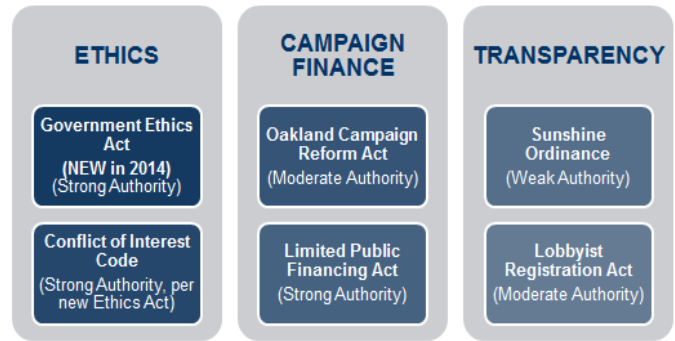 ETHICS
Government Ethics
Act
(NEW in 2014)
(Strong Authority)
Conflict of Interest
Code
(Strong Authority, per
new Ethics Act)
CAMPAIGN
FINANCE
Oakland Campaign
Reform Act
(Moderate Authority)
Limited Public
Financing Act
(Strong Authority)
TRANSPARENCY
Sunshine
Ordinance
(Weak Authority)
Lobbyist
Registration Act
(Moderate Authority)